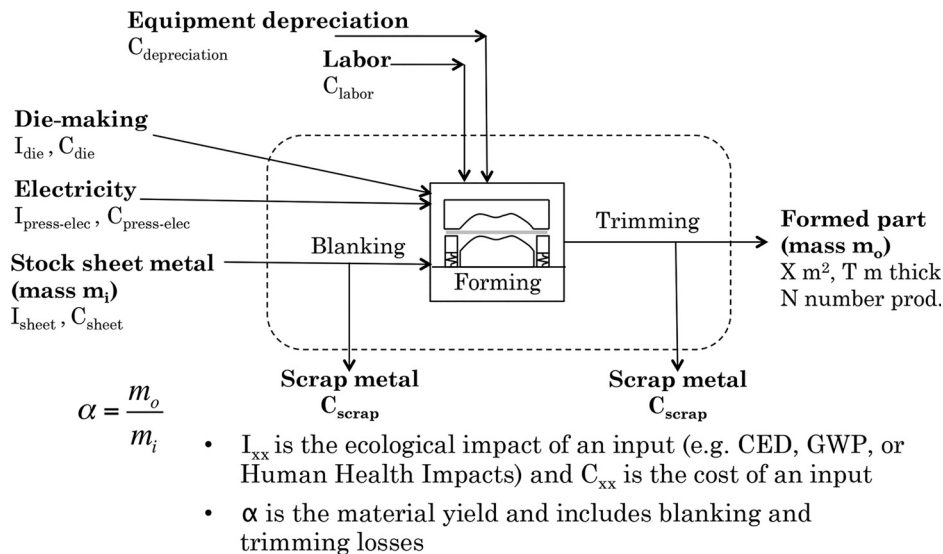 Equipment depreciation
C_depreciation
Labor
C_labor
Die-making
I_die , C_die
Electricity
I_press-elec , C_press-elec
Stock sheet metal
(mass m_i)
I_sheet , C_sheet
Blanking
Forming
Trimming
Formed part
(mass m_o)
X m², T m thick
N number prod.
Scrap metal
C_scrap
Scrap metal
C_scrap
α = m_o / m_i
• I_xx is the ecological impact of an input (e.g. CED, GWP, or
Human Health Impacts) and C_xx is the cost of an input
• α is the material yield and includes blanking and
trimming losses